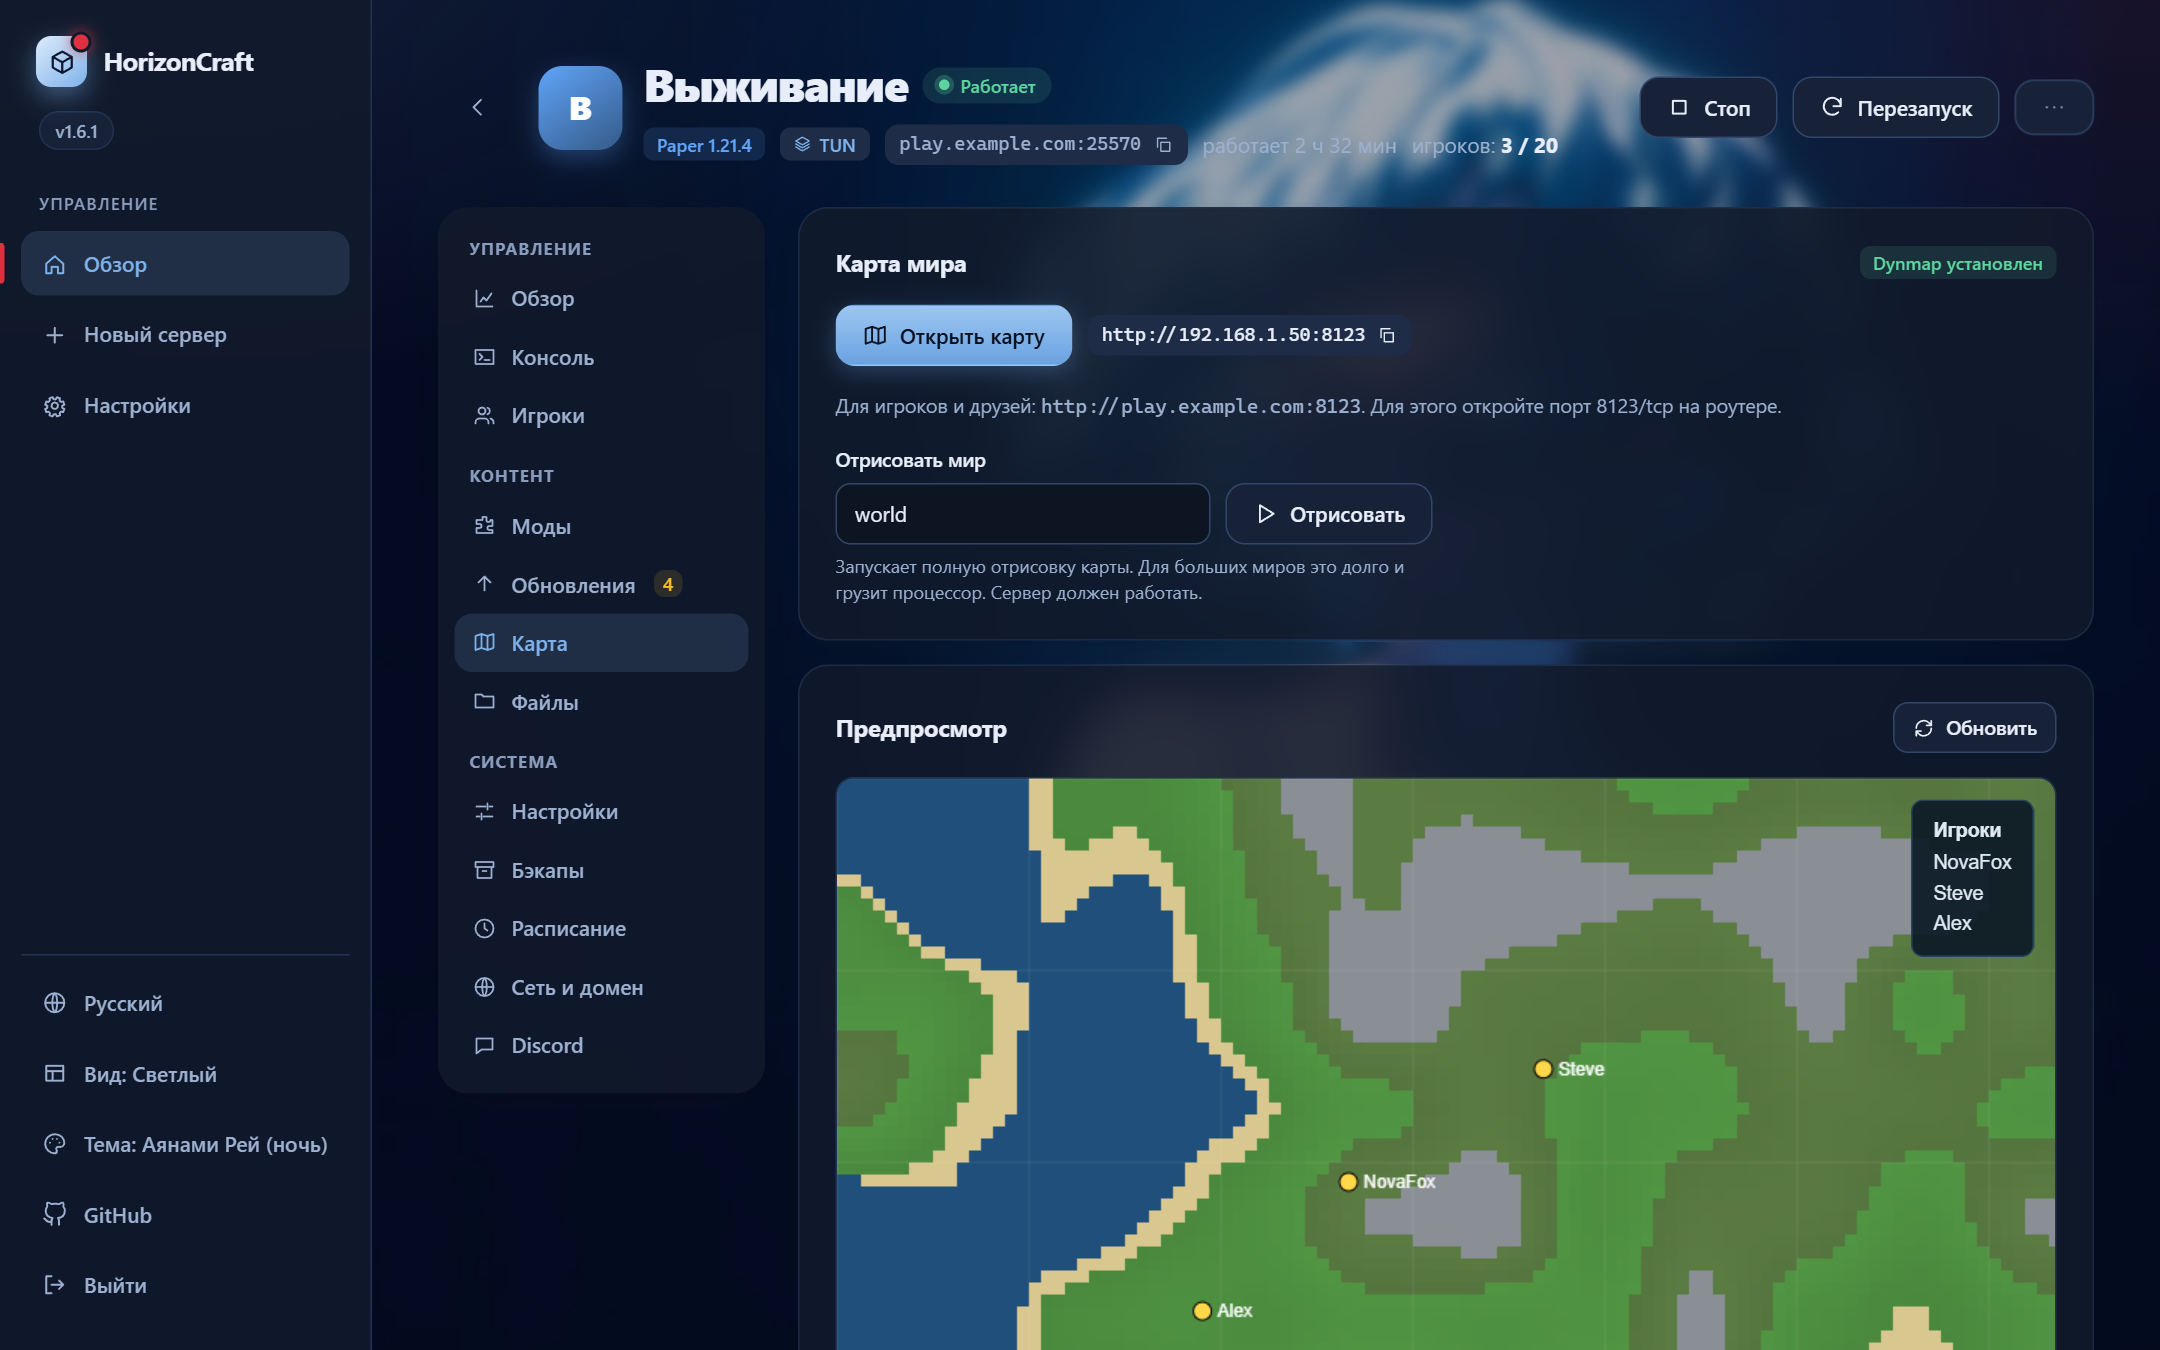 HorizonCraft
v1.6.1
УПРАВЛЕНИЕ
Обзор
Новый сервер
Настройки
Русский
Вид: Светлый
Тема: Аянами Рей (ночь)
GitHub
Выйти
В
Выживание
Работает
Paper 1.21.4
TUN
play.example.com:25570
работает 2 ч 32 мин
игроков: 3 / 20
Стоп
Перезапуск
...
УПРАВЛЕНИЕ
Обзор
Консоль
Игроки
КОНТЕНТ
Моды
Обновления 4
Карта
Файлы
СИСТЕМА
Настройки
Бэкапы
Расписание
Сеть и домен
Discord
Карта мира
Dynmap установлен
Открыть карту
http://192.168.1.50:8123
Для игроков и друзей: http://play.example.com:8123. Для этого откройте порт 8123/tcp на роутере.
Отрисовать мир
world
Отрисовать
Запускает полную отрисовку карты. Для больших миров это долго и
грузит процессор. Сервер должен работать.
Предпросмотр
Обновить
Игроки
NovaFox
Steve
Alex
Steve
NovaFox
Alex